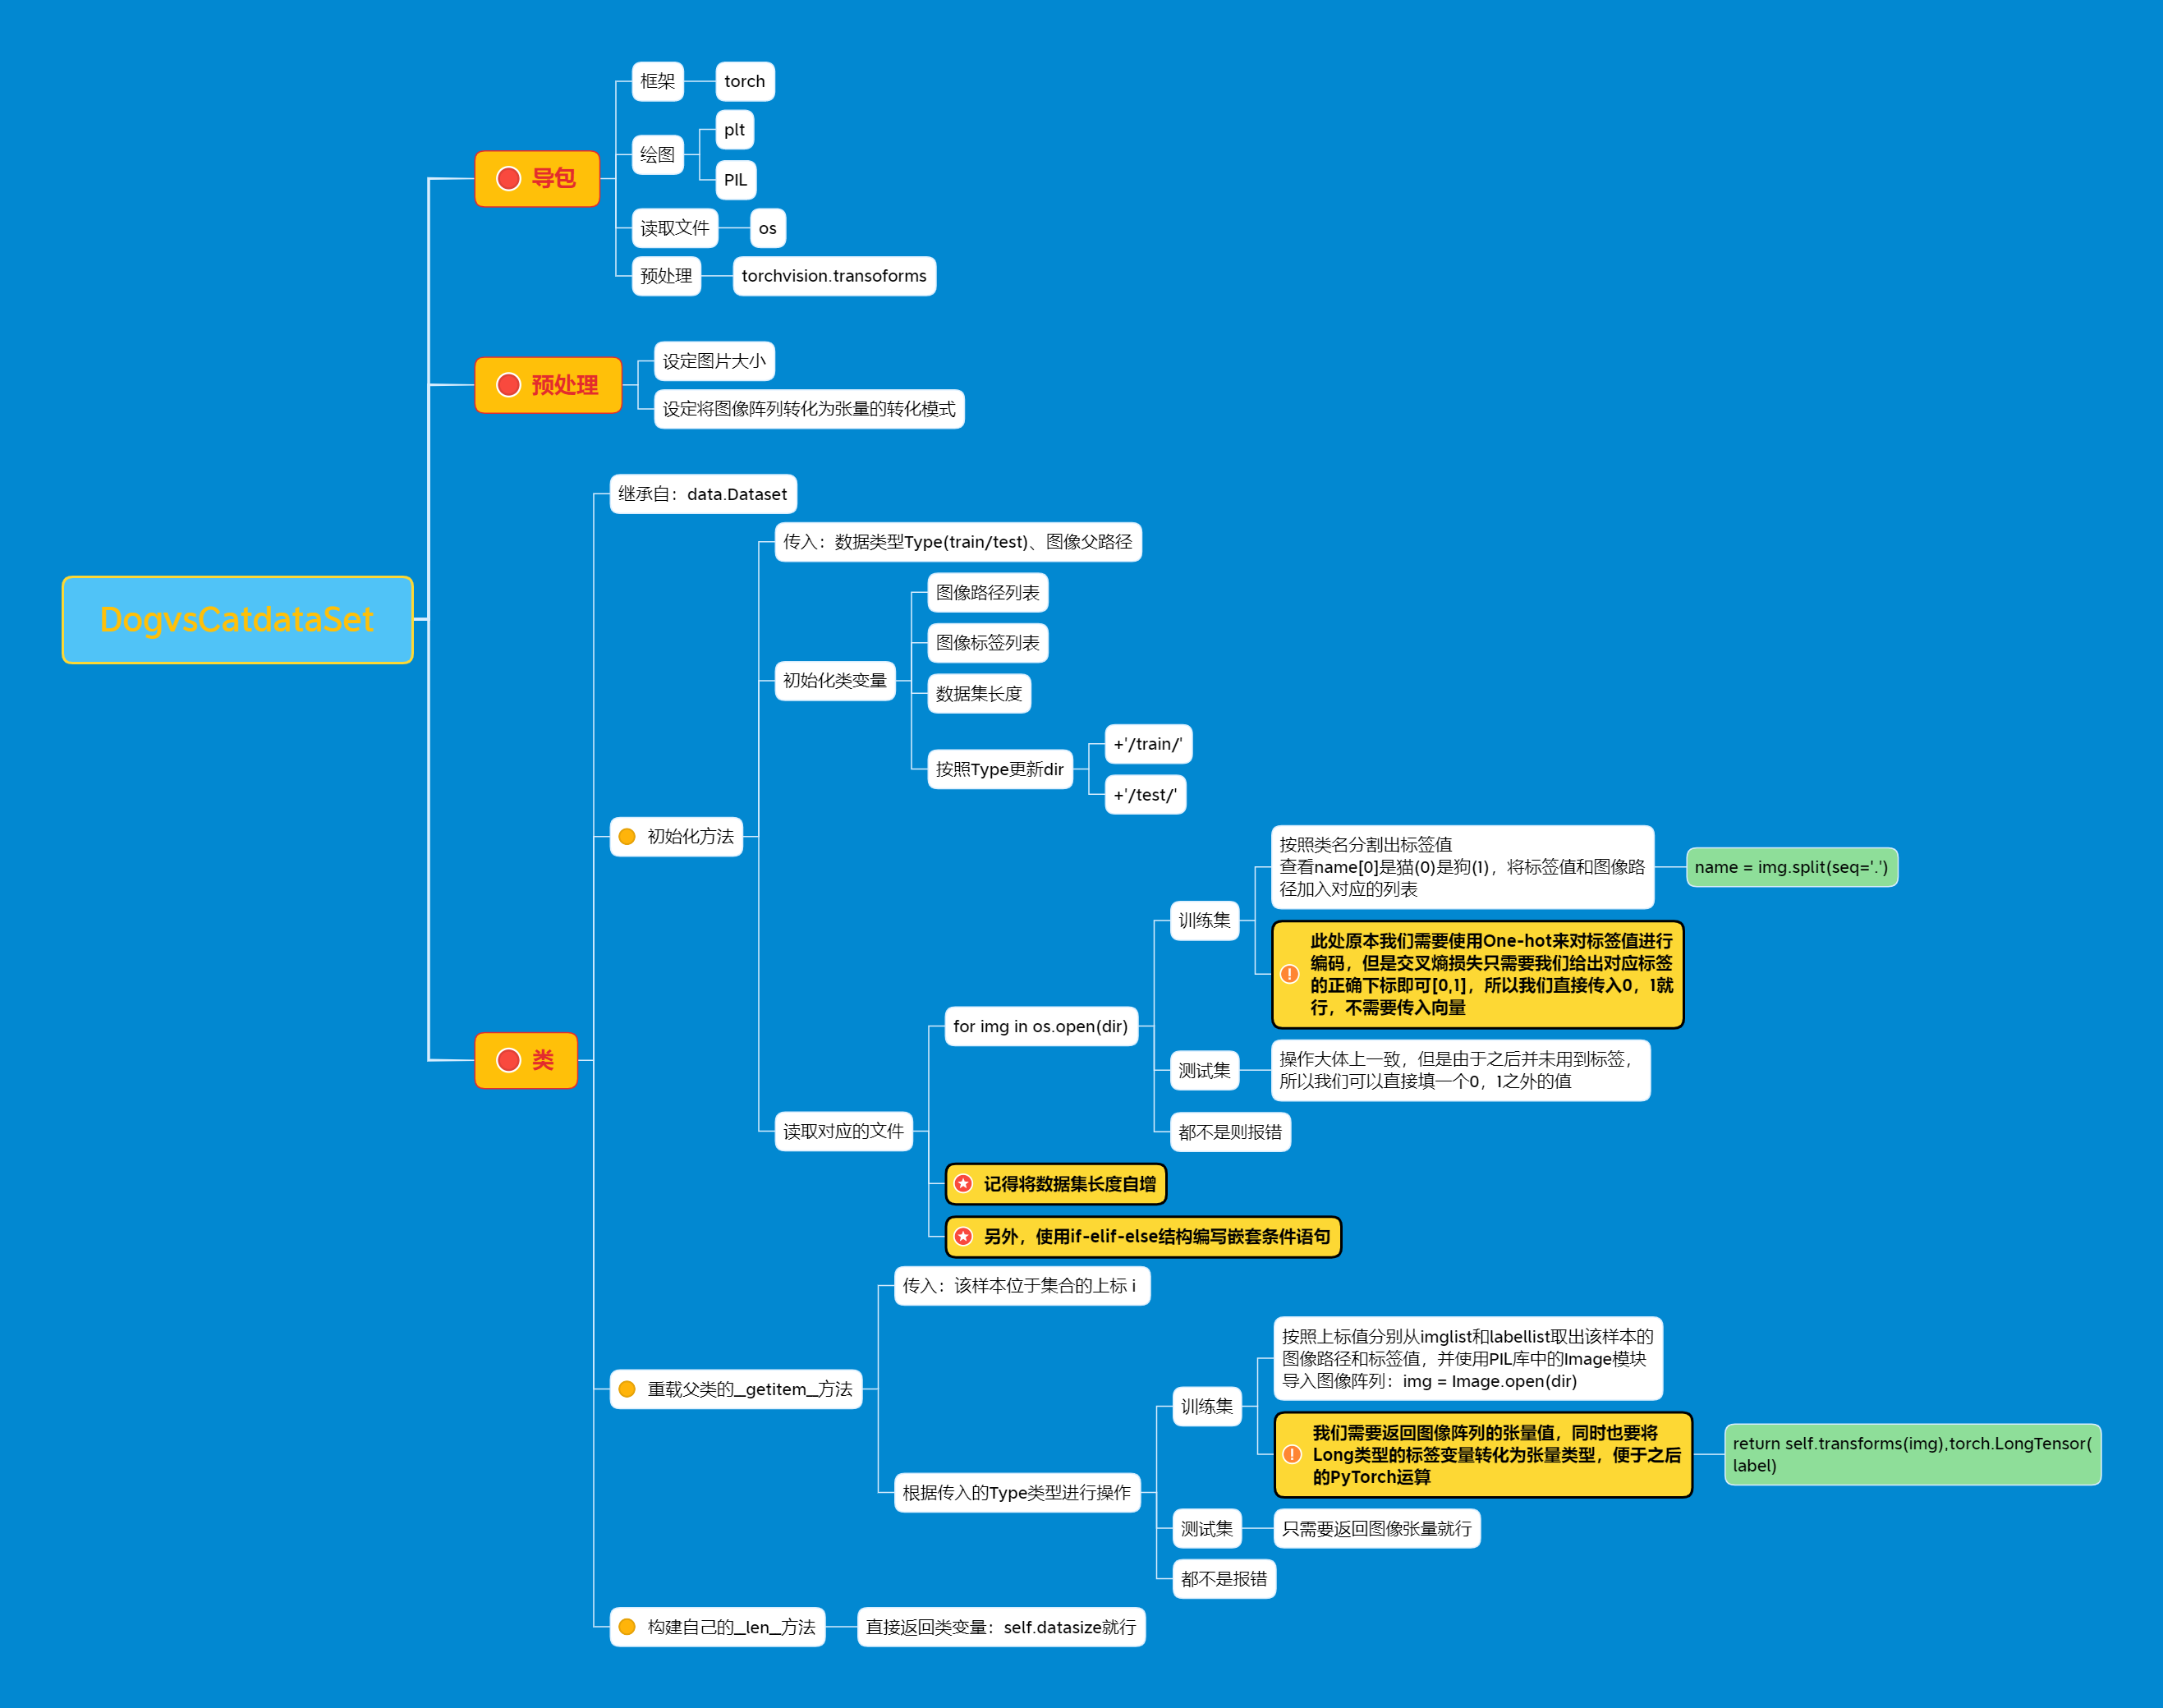 DogvsCatdataSet
导包
框架
torch
绘图
plt
PIL
读取文件
os
预处理
torchvision.transoforms
预处理
设定图片大小
设定将图像阵列转化为张量的转化模式
类
继承自：data.Dataset
初始化方法
传入：数据类型Type(train/test)、图像父路径
初始化类变量
图像路径列表
图像标签列表
数据集长度
按照Type更新dir
+'/train/'
+'/test/'
读取对应的文件
for img in os.open(dir)
训练集
按照类名分割出标签值
查看name[0]是猫(0)是狗(1)，将标签值和图像路
径加入对应的列表
name = img.split(seq='.')
此处原本我们需要使用One-hot来对标签值进行
编码，但是交叉熵损失只需要我们给出对应标签
的正确下标即可[0,1]，所以我们直接传入0，1就
行，不需要传入向量
测试集
操作大体上一致，但是由于之后并未用到标签，
所以我们可以直接填一个0，1之外的值
都不是则报错
记得将数据集长度自增
另外，使用if-elif-else结构编写嵌套条件语句
重载父类的__getitem__方法
传入：该样本位于集合的上标 i
根据传入的Type类型进行操作
训练集
按照上标值分别从imglist和labellist取出该样本的
图像路径和标签值，并使用PIL库中的Image模块
导入图像阵列：img = Image.open(dir)
我们需要返回图像阵列的张量值，同时也要将
Long类型的标签变量转化为张量类型，便于之后
的PyTorch运算
return self.transforms(img),torch.LongTensor(
label)
测试集
只需要返回图像张量就行
都不是报错
构建自己的__len__方法
直接返回类变量：self.datasize就行